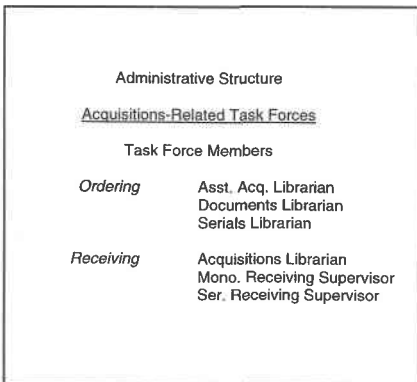 Administrative Structure
Acquisitions-Related Task Forces
Task Force Members
Ordering Asst. Acq. Librarian
Documents Librarian
Serials Librarian
Receiving Acquisitions Librarian
Mono. Receiving Supervisor
Ser. Receiving Supervisor